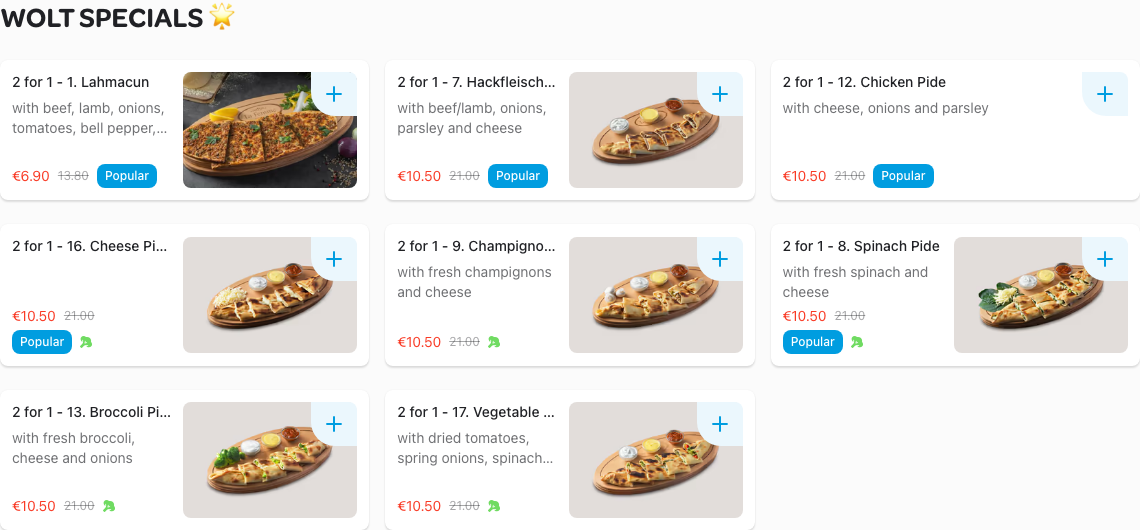 WOLT SPECIALS 🌟
2 for 1 - 1. Lahmacun
with beef, lamb, onions,
tomatoes, bell pepper,...
€6.90 13.80 Popular
2 for 1 - 7. Hackfleisch...
with beef/lamb, onions,
parsley and cheese
€10.50 21.00 Popular
2 for 1 - 12. Chicken Pide
with cheese, onions and parsley
€10.50 21.00 Popular
2 for 1 - 16. Cheese Pi...
€10.50 21.00
Popular
2 for 1 - 9. Champigno...
with fresh champignons
and cheese
€10.50 21.00
2 for 1 - 8. Spinach Pide
with fresh spinach and
cheese
€10.50 21.00
Popular
2 for 1 - 13. Broccoli Pi...
with fresh broccoli,
cheese and onions
€10.50 21.00
2 for 1 - 17. Vegetable ...
with dried tomatoes,
spring onions, spinach...
€10.50 21.00